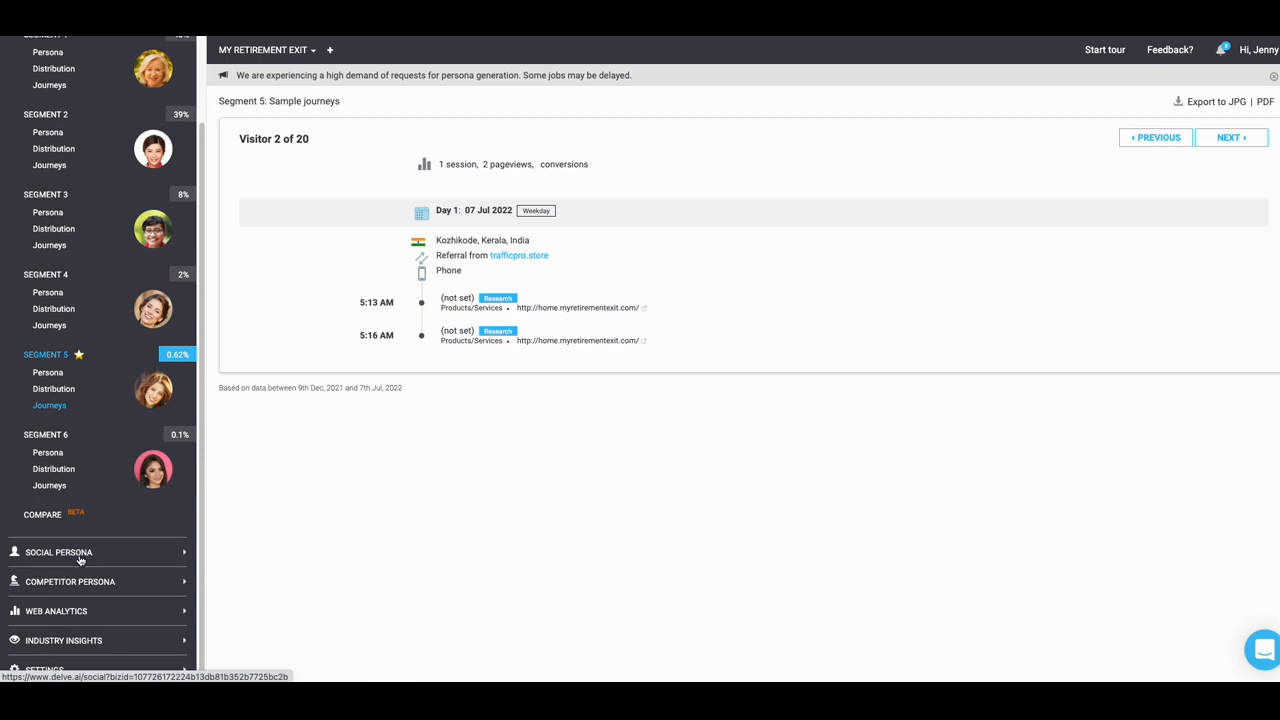 Persona
Distribution
Journeys
SEGMENT 2 39%
Persona
Distribution
Journeys
SEGMENT 3 8%
Persona
Distribution
Journeys
SEGMENT 4 2%
Persona
Distribution
Journeys
SEGMENT 5 0.62%
Persona
Distribution
Journeys
SEGMENT 6 0.1%
Persona
Distribution
Journeys
COMPARE BETA
SOCIAL PERSONA
COMPETITOR PERSONA
WEB ANALYTICS
INDUSTRY INSIGHTS
SETTINGS
https://www.delve.ai/social?bizid=107726172224b13db81b352b7725bc2b
MY RETIREMENT EXIT +
Start tour Feedback? Hi, Jenny
We are experiencing a high demand of requests for persona generation. Some jobs may be delayed.
Segment 5: Sample journeys
Export to JPG | PDF
Visitor 2 of 20
PREVIOUS NEXT
1 session, 2 pageviews, conversions
Day 1: 07 Jul 2022 Weekday
Kozhikode, Kerala, India
Referral from trafficpro.store
Phone
5:13 AM (not set) Research
Products/Services • http://home.myretirementexit.com/
5:16 AM (not set) Research
Products/Services • http://home.myretirementexit.com/
Based on data between 9th Dec, 2021 and 7th Jul, 2022